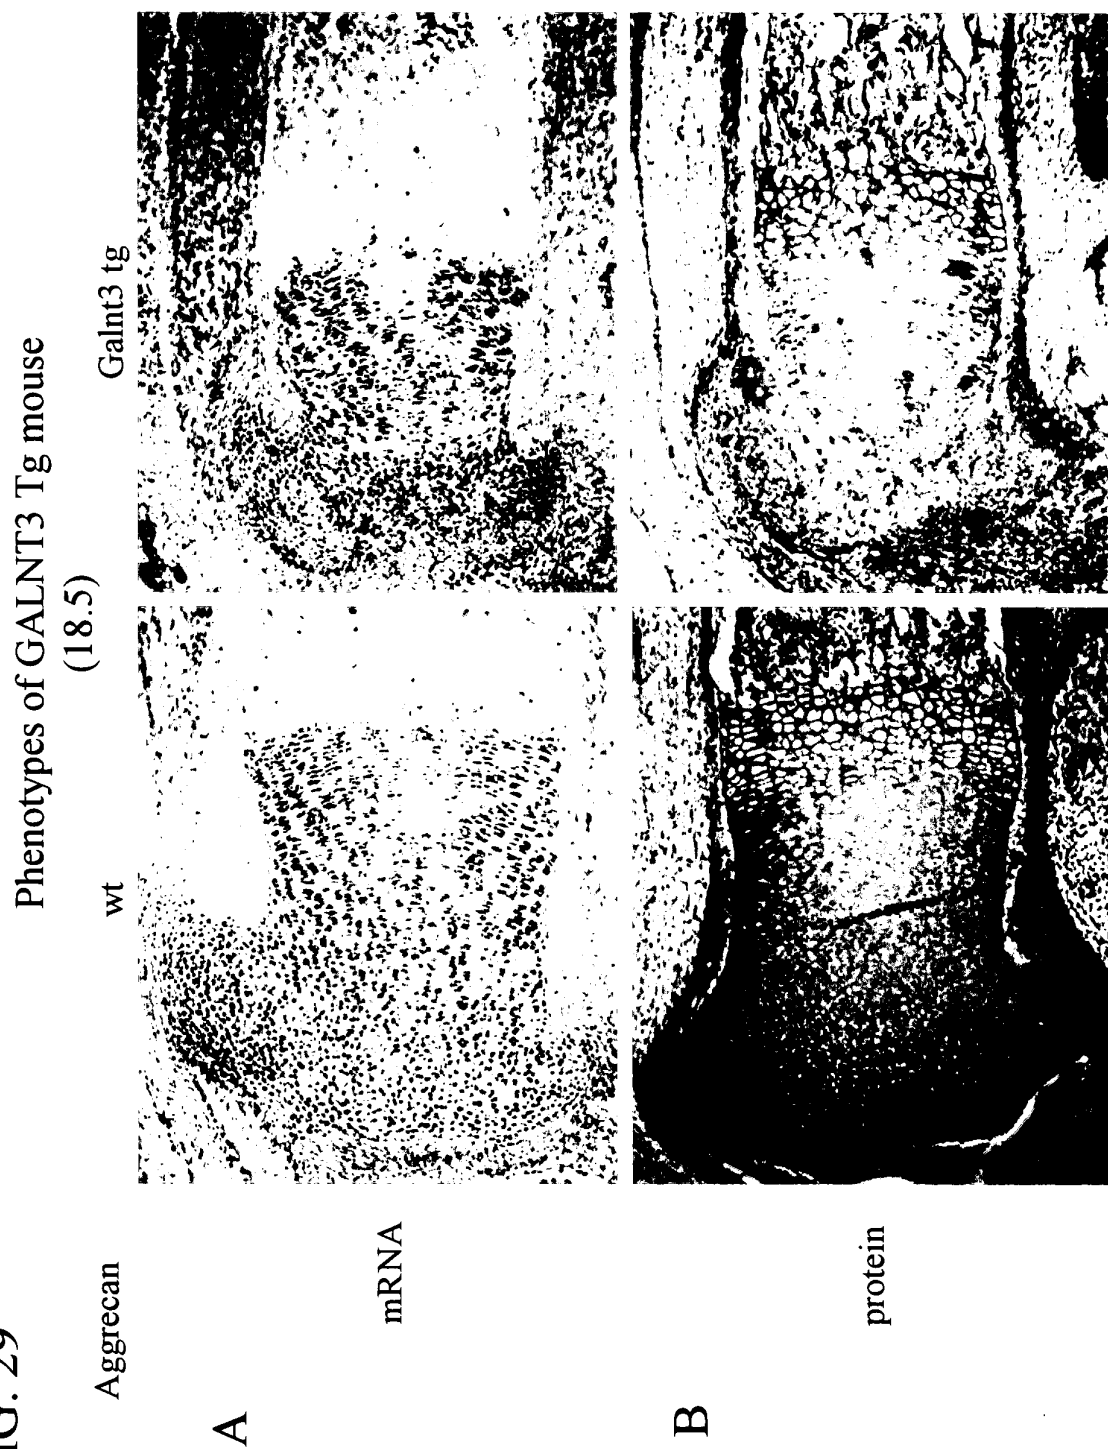 FIG. 29
Phenotypes of GALNT3 Tg mouse
(18.5)
Aggrecan
wt
Galnt3 tg
A
mRNA
B
protein